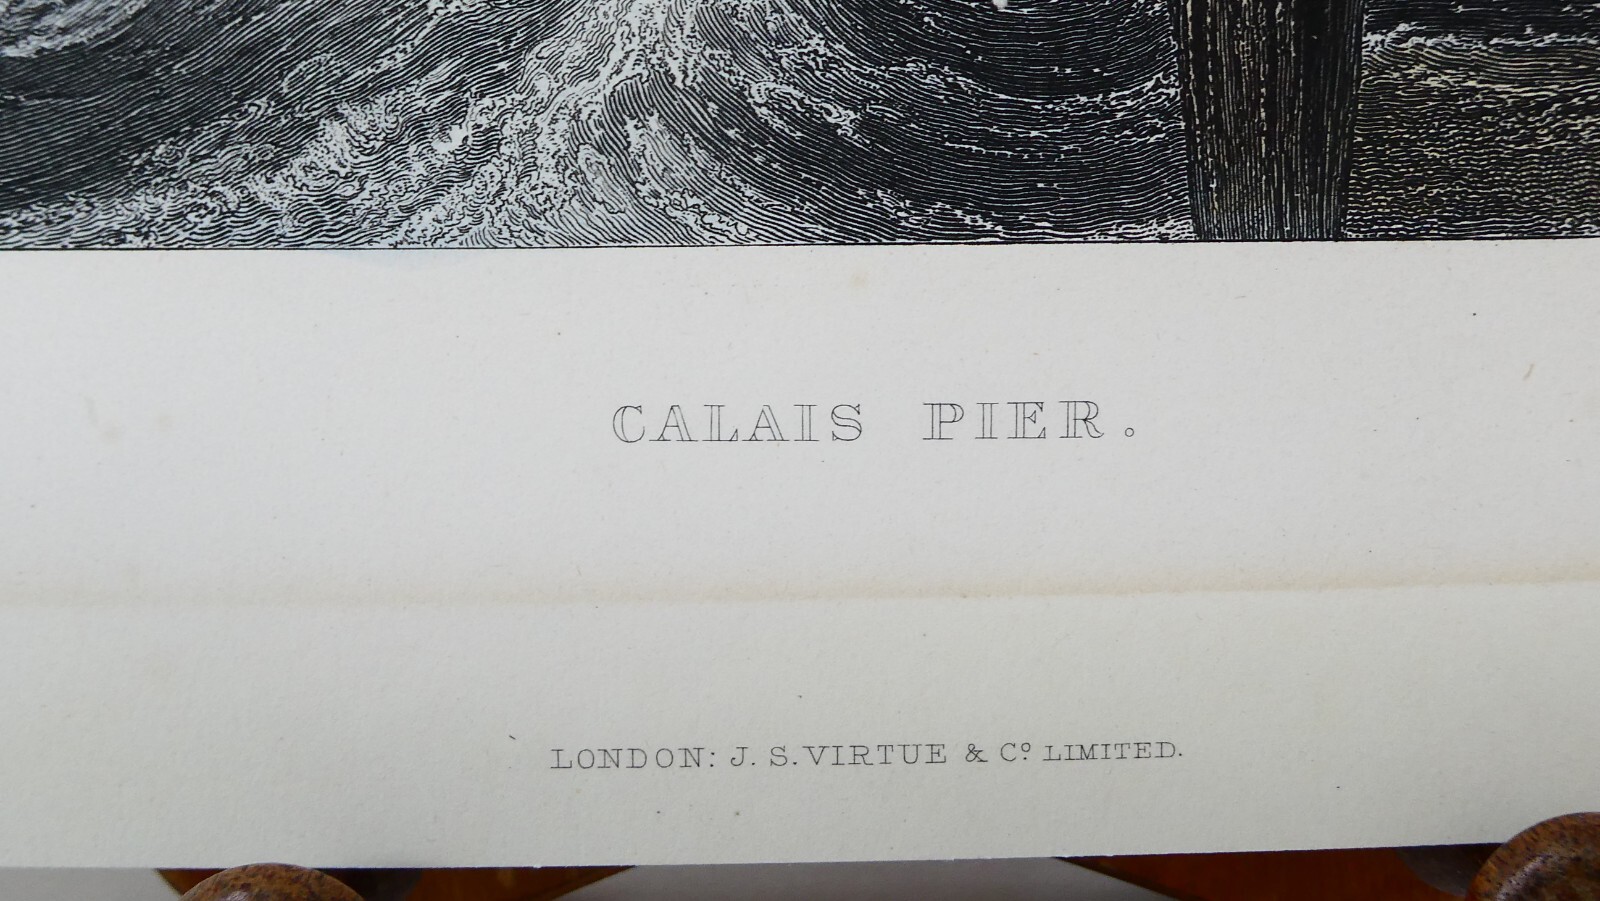 CALAIS PIER.
LONDON: J. S. VIRTUE & Cº LIMITED.